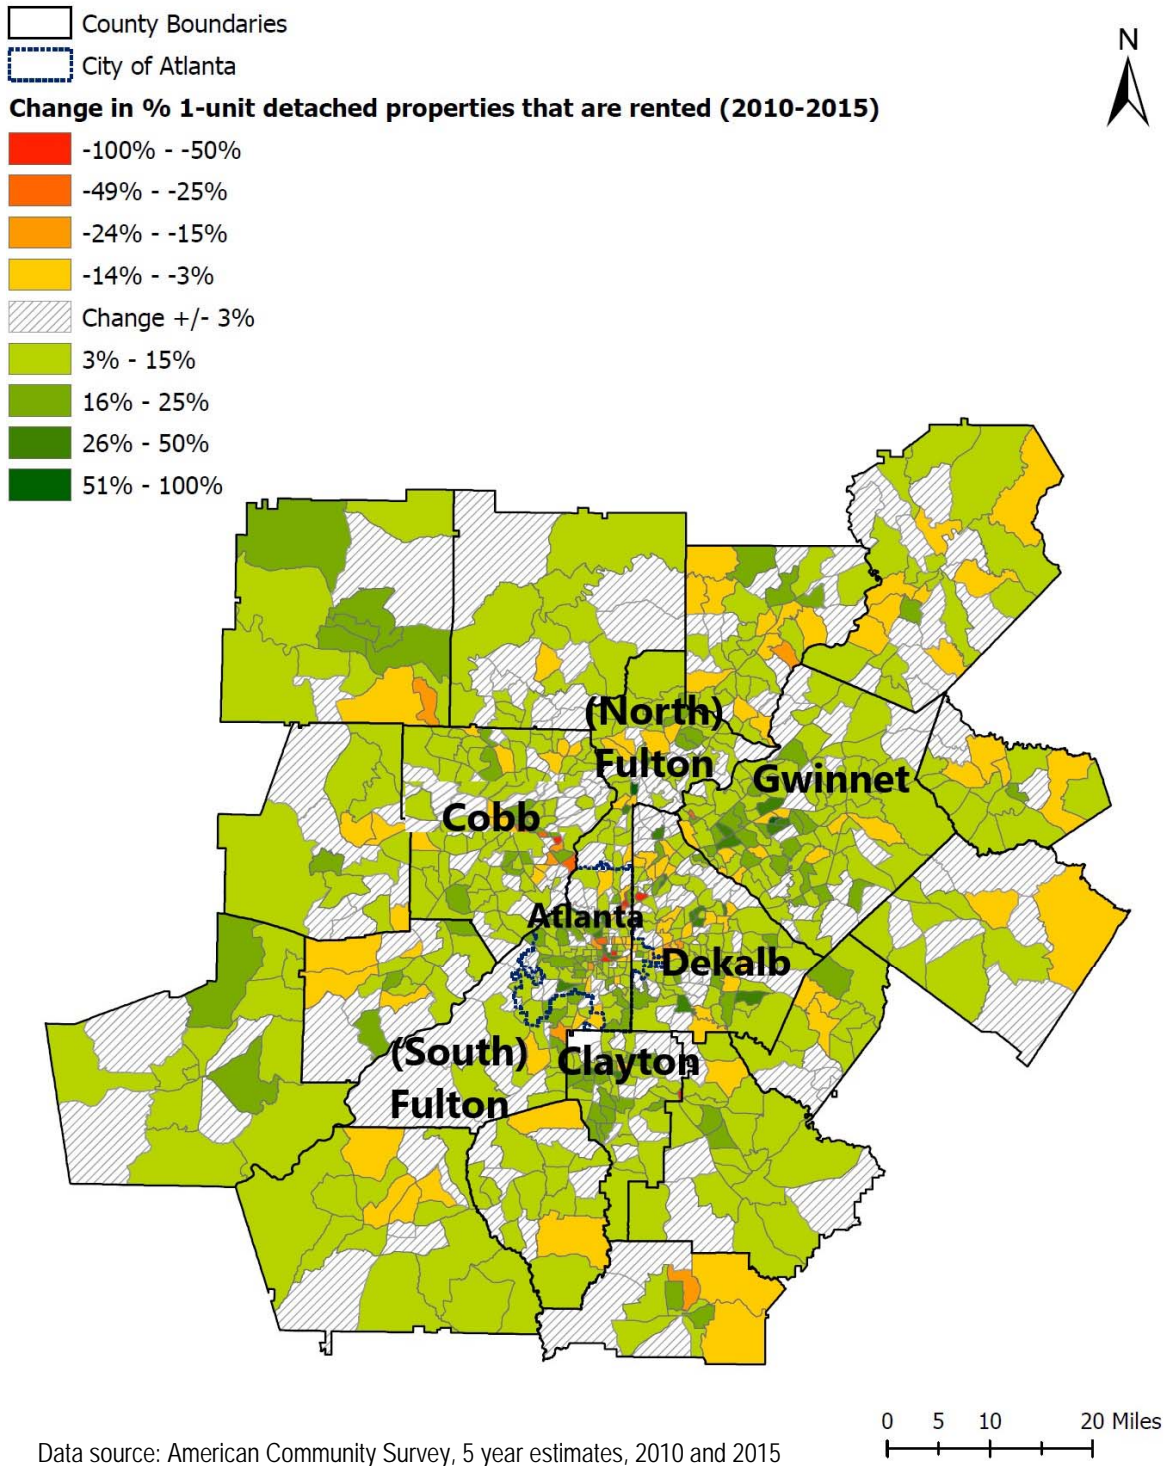 County Boundaries
City of Atlanta
N
Change in % 1-unit detached properties that are rented (2010-2015)
-100% - -50%
-49% - -25%
-24% - -15%
-14% - -3%
Change +/- 3%
3% - 15%
16% - 25%
26% - 50%
51% - 100%
(North)
Fulton
Gwinnet
Cobb
Atlanta
Dekalb
(South)
Fulton
Clayton
0 5 10 20 Miles
Data source: American Community Survey, 5 year estimates, 2010 and 2015